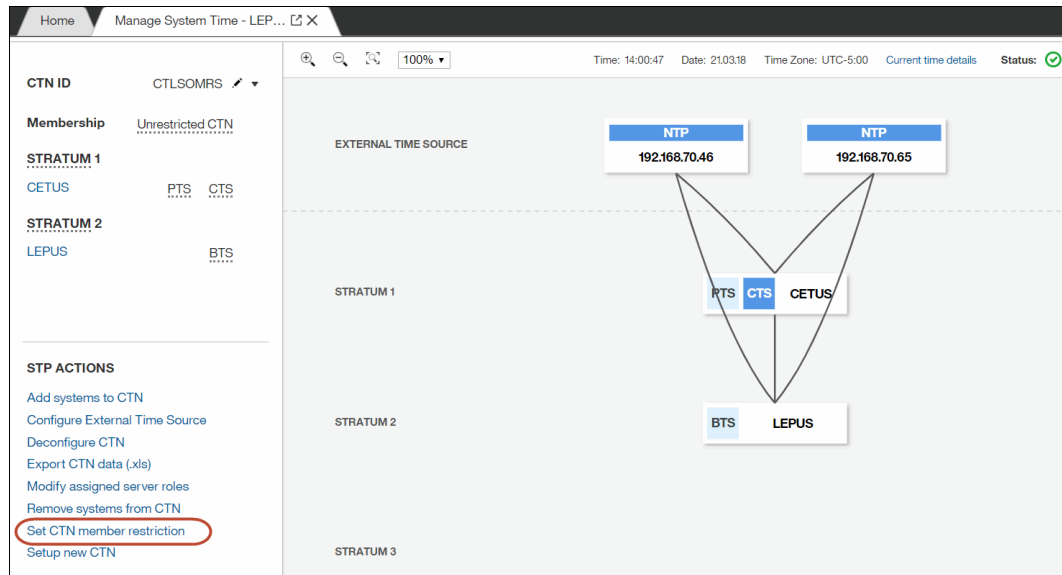 Home
Manage System Time - LEP...
100%
Time: 14:00:47
Date: 21.03.18
Time Zone: UTC-5:00
Current time details
Status:
CTN ID
CTLSOMRS
Membership
Unrestricted CTN
STRATUM 1
CETUS
PTS
CTS
STRATUM 2
LEPUS
BTS
STP ACTIONS
Add systems to CTN
Configure External Time Source
Deconfigure CTN
Export CTN data (.xls)
Modify assigned server roles
Remove systems from CTN
Set CTN member restriction
Setup new CTN
EXTERNAL TIME SOURCE
NTP
192.168.70.46
NTP
192.168.70.65
STRATUM 1
PTS
CTS
CETUS
STRATUM 2
BTS
LEPUS
STRATUM 3